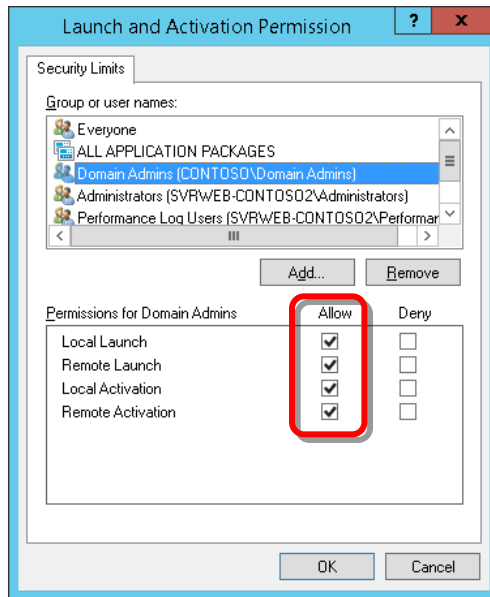 Launch and Activation Permission
?
x
Security Limits
Group or user names:
Everyone
ALL APPLICATION PACKAGES
Domain Admins (CONTOSO\Domain Admins)
Administrators (SVRWEB-CONTOSO2\Administrators)
Performance Log Users (SVRWEB-CONTOSO2\Performar
Add... Remove
Permissions for Domain Admins Allow Deny
Local Launch
Remote Launch
Local Activation
Remote Activation
OK Cancel